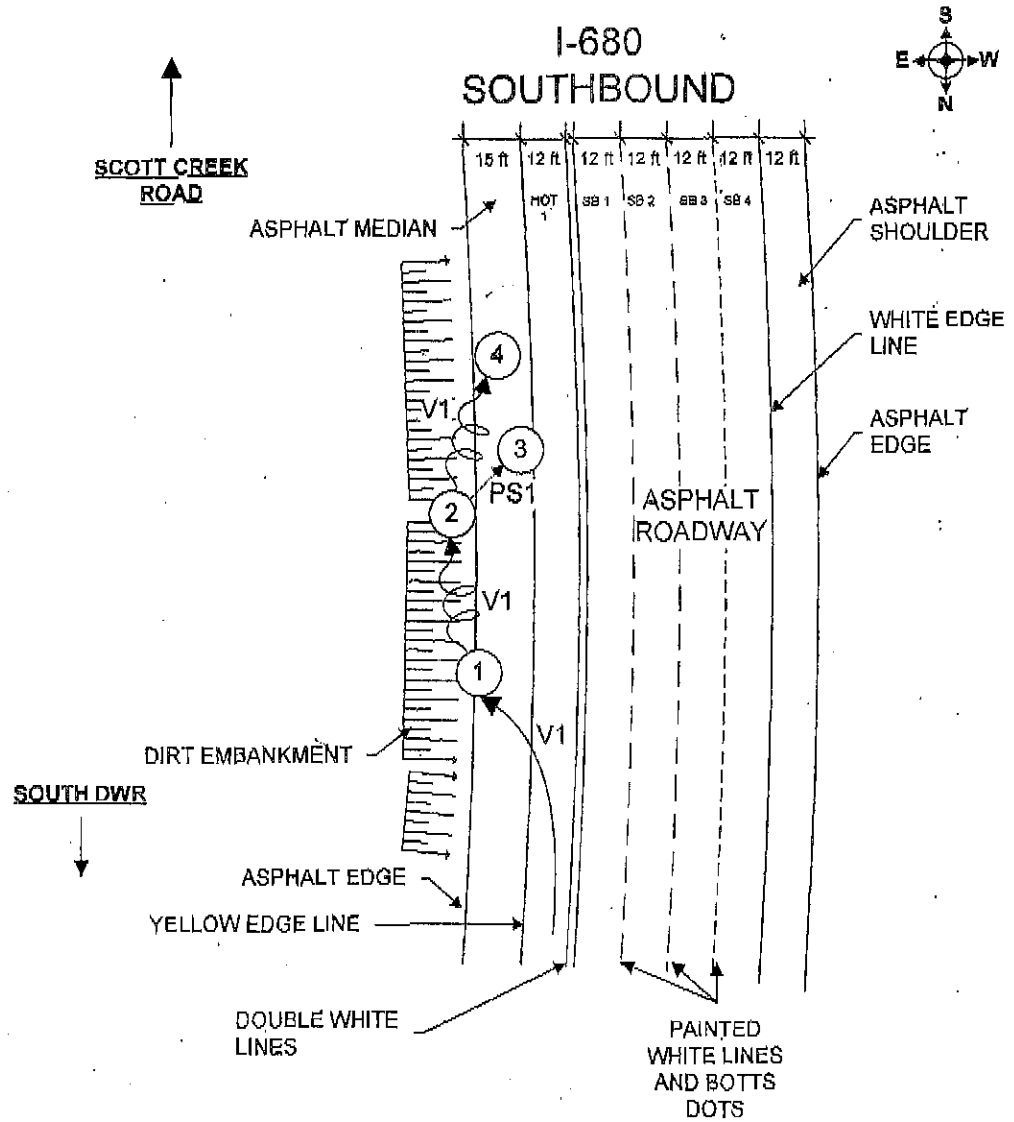 I-680
SOUTHBOUND
S
E W
N
SCOTT CREEK
ROAD
15 ft 12 ft 12 ft 12 ft 12 ft 12 ft 12 ft
HOT
1
SB 1 SB 2 SB 3 SB 4
ASPHALT MEDIAN
ASPHALT
SHOULDER
WHITE EDGE
LINE
4
V1
3
ASPHALT
EDGE
PS1
2
ASPHALT
ROADWAY
V1
1
V1
DIRT EMBANKMENT
SOUTH DWR
ASPHALT EDGE
YELLOW EDGE LINE
DOUBLE WHITE
LINES
PAINTED
WHITE LINES
AND BOTTS
DOTS